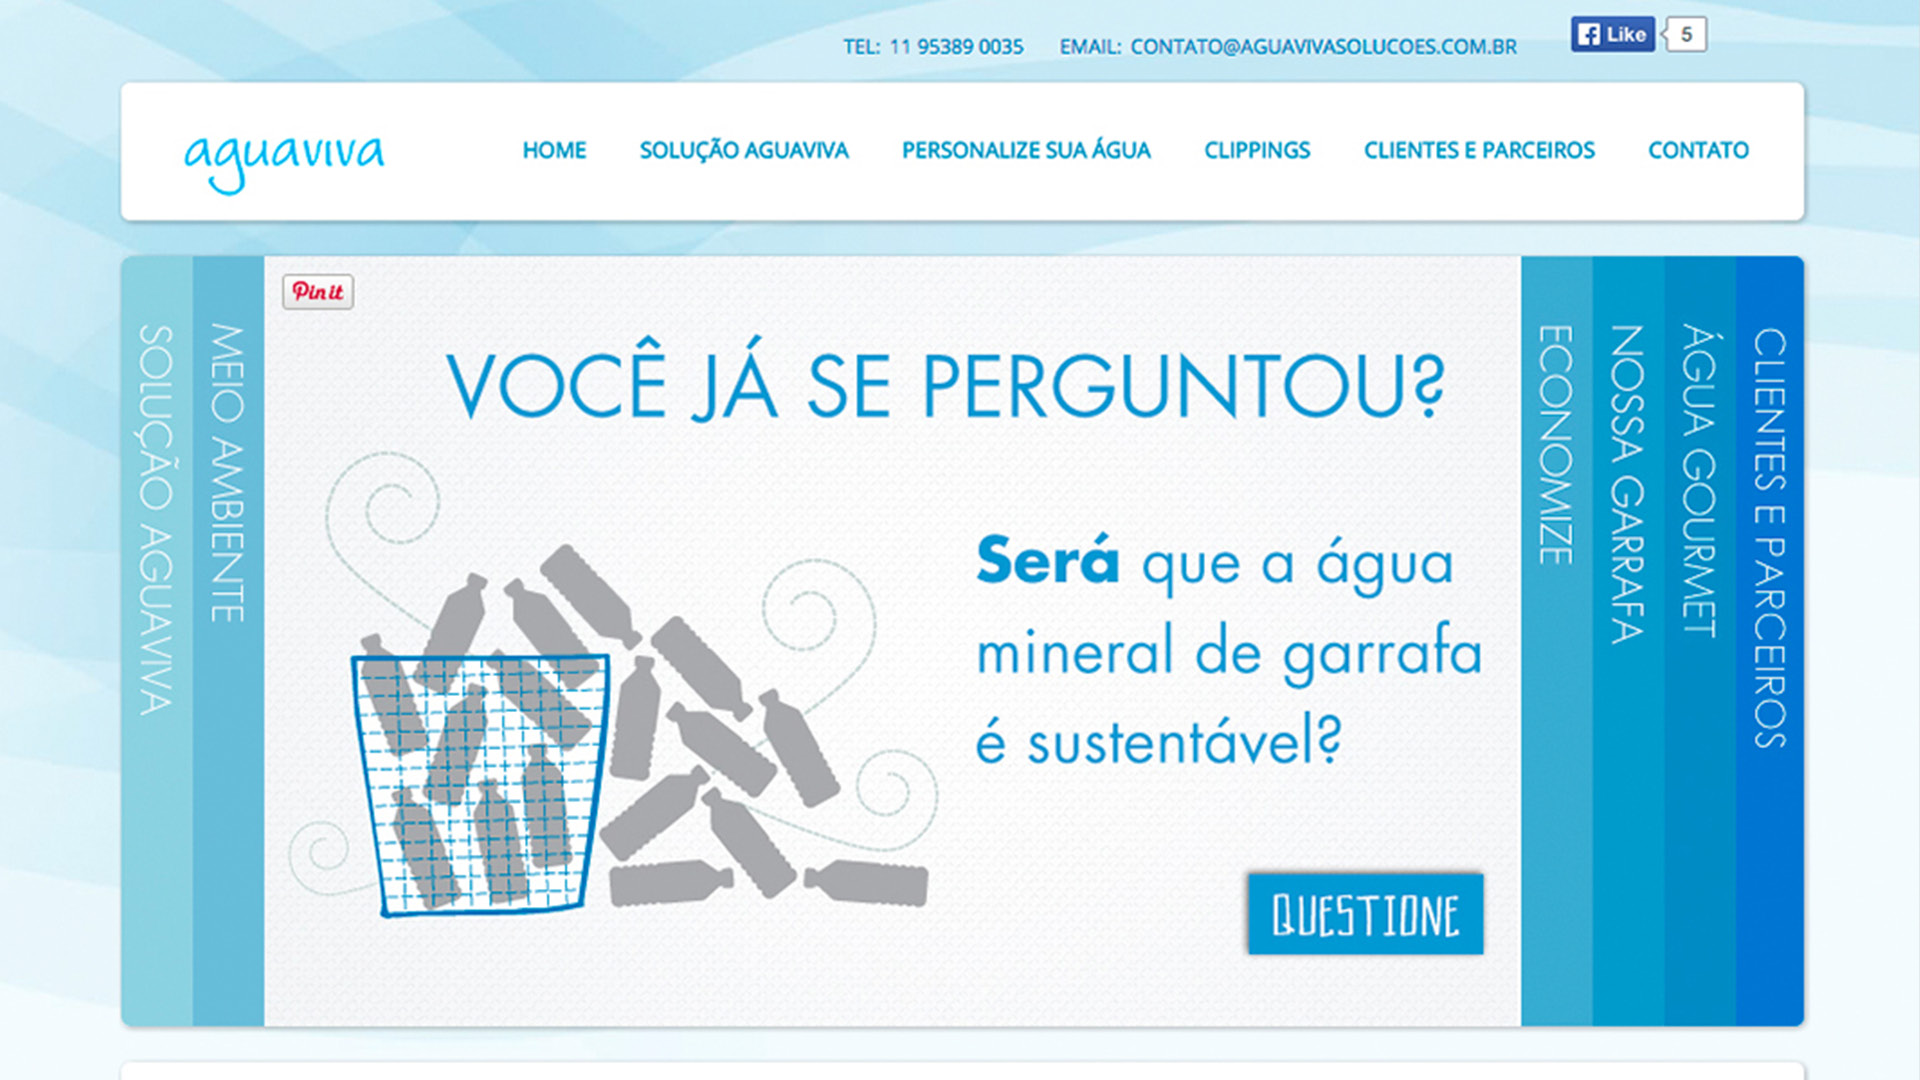 TEL: 11 95389 0035 EMAIL: CONTATO@AGUAVIVASOLUCOES.COM.BR
Like 5
aguaviva
HOME SOLUÇÃO AGUAVIVA PERSONALIZE SUA ÁGUA CLIPPINGS CLIENTES E PARCEIROS CONTATO
SOLUÇÃO AGUAVIVA
MEIO AMBIENTE
Pin it
VOCÊ JÁ SE PERGUNTOU?
Será que a água
mineral de garrafa
é sustentável?
QUESTIONE
ECONOMIZE
NOSSA GARRAFA
ÁGUA GOURMET
CLIENTES E PARCEIROS